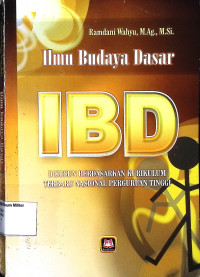 Ramdani Wahyu, M.Ag., M.Si.
Ilmu Budaya Dasar
IBD
DISUSUN BERDASARKAN KURIKULUM
TERBARU NASIONAL PERGURUAN TINGGI